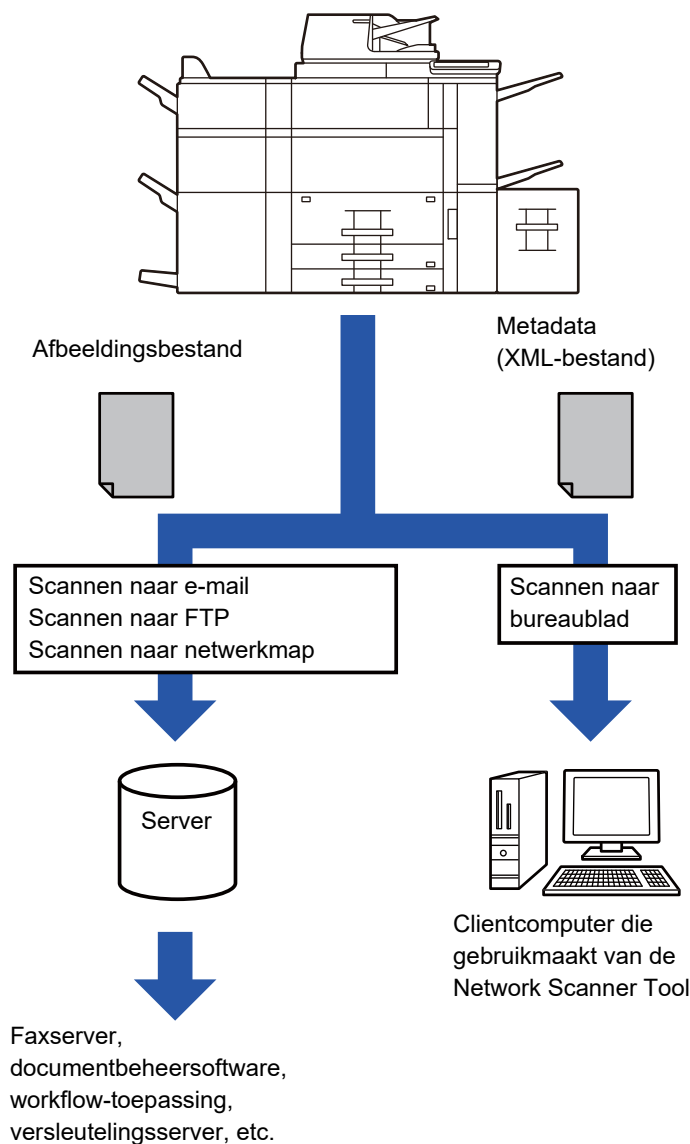 Afbeeldingsbestand
Metadata
(XML-bestand)
Scannen naar e-mail
Scannen naar FTP
Scannen naar netwerkmap
Scannen naar
bureaublad
Server
Clientcomputer die
gebruikmaakt van de
Network Scanner Tool
Faxserver,
documentbeheersoftware,
workflow-toepassing,
versleutelingsserver, etc.